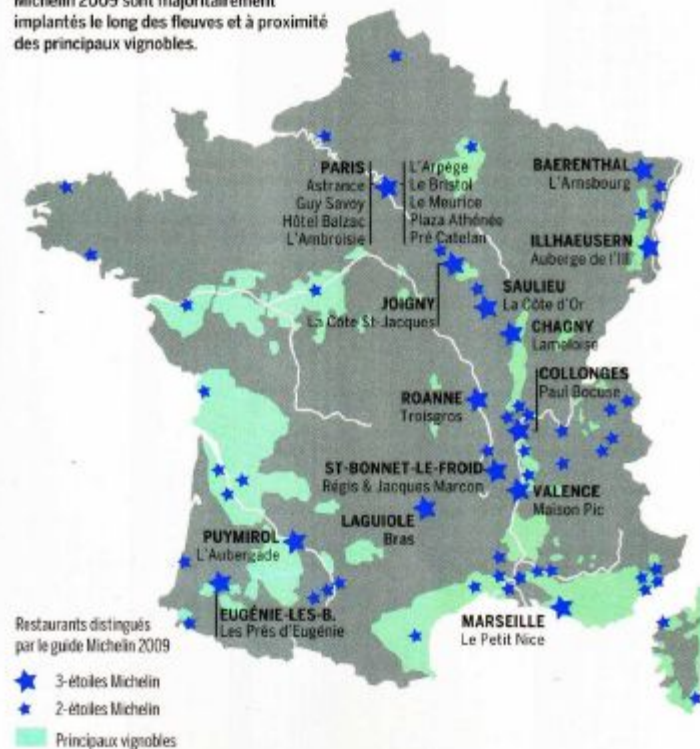 Michelin 2009 sont majoritairement
implantés le long des fleuves et à proximité
des principaux vignobles.
PARIS
Astrance
Guy Savoy
Hôtel Balzac
L'Ambroisie
L'Arpège
Le Bristol
Le Meurice
Plaza Athénée
Pré Catelan
BAERENTHAL
L'Arnsbourg
ILLHAEUSERN
Auberge de l'Ill
JOIGNY
La Côte St-Jacques
SAULIEU
La Côte d'Or
CHAGNY
Lameloise
COLLONGES
Paul Bocuse
ROANNE
Troisgros
ST-BONNET-LE-FROID
Régis & Jacques Marcon
VALENCE
Maison Pic
LAGUIOLE
Bras
PUYMIROL
L'Aubergade
EUGÉNIE-LES-B.
Les Prés d'Eugénie
MARSEILLE
Le Petit Nice
Restaurants distingués
par le guide Michelin 2009
3-étoiles Michelin
2-étoiles Michelin
Principaux vignobles